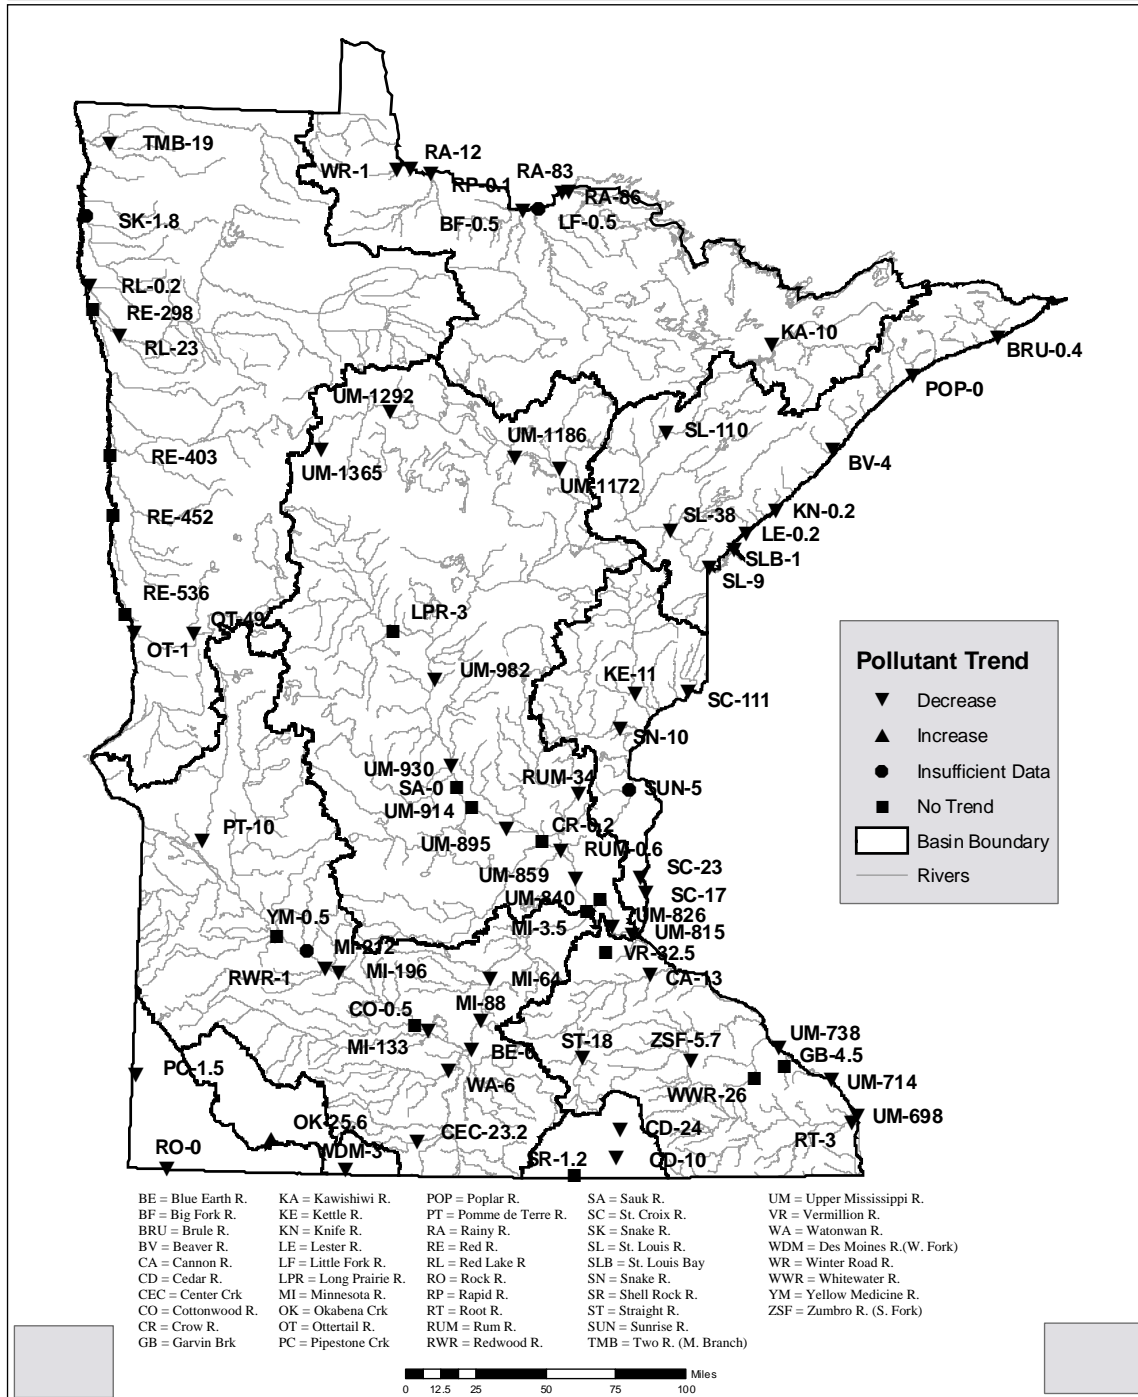 TMB-19
WR-1
RA-12
RP-0.1
RA-83
RA-86
SK-1.8
BF-0.5
LF-0.5
RL-0.2
RE-298
RL-23
KA-10
BRU-0.4
POP-0
UM-1292
UM-1365
UM-1186
UM-1172
SL-110
BV-4
RE-403
RE-452
SL-38
KN-0.2
LE-0.2
SLB-1
SL-9
RE-536
OT-49
OT-1
LPR-3
UM-982
KE-11
SC-111
SN-10
UM-930
SA-0
UM-914
RUM-34
SUN-5
PT-10
UM-895
CR-0.2
RUM-0.6
UM-859
SC-23
SC-17
UM-840
UM-826
MI-3.5
UM-815
YM-0.5
MI-212
VR-32.5
RWR-1
MI-196
MI-64
CA-13
CO-0.5
MI-88
MI-133
BE-0
ST-18
ZSF-5.7
UM-738
GB-4.5
PC-1.5
WA-6
WWR-26
UM-714
UM-698
OK-25.6
CEC-23.2
CD-24
RT-3
RO-0
WDM-3
SR-1.2
CD-10
Pollutant Trend
Decrease
Increase
Insufficient Data
No Trend
Basin Boundary
Rivers
BE = Blue Earth R.
BF = Big Fork R.
BRU = Brule R.
BV = Beaver R.
CA = Cannon R.
CD = Cedar R.
CEC = Center Crk
CO = Cottonwood R.
CR = Crow R.
GB = Garvin Brk
KA = Kawishiwi R.
KE = Kettle R.
KN = Knife R.
LE = Lester R.
LF = Little Fork R.
LPR = Long Prairie R.
MI = Minnesota R.
OK = Okabena Crk
OT = Ottertail R.
PC = Pipestone Crk
POP = Poplar R.
PT = Pomme de Terre R.
RA = Rainy R.
RE = Red R.
RL = Red Lake R
RO = Rock R.
RP = Rapid R.
RT = Root R.
RUM = Rum R.
RWR = Redwood R.
SA = Sauk R.
SC = St. Croix R.
SK = Snake R.
SL = St. Louis R.
SLB = St. Louis Bay
SN = Snake R.
SR = Shell Rock R.
ST = Straight R.
SUN = Sunrise R.
TMB = Two R. (M. Branch)
UM = Upper Mississippi R.
VR = Vermillion R.
WA = Watonwan R.
WDM = Des Moines R.(W. Fork)
WR = Winter Road R.
WWR = Whitewater R.
YM = Yellow Medicine R.
ZSF = Zumbro R. (S. Fork)
Miles
0 12.5 25 50 75 100